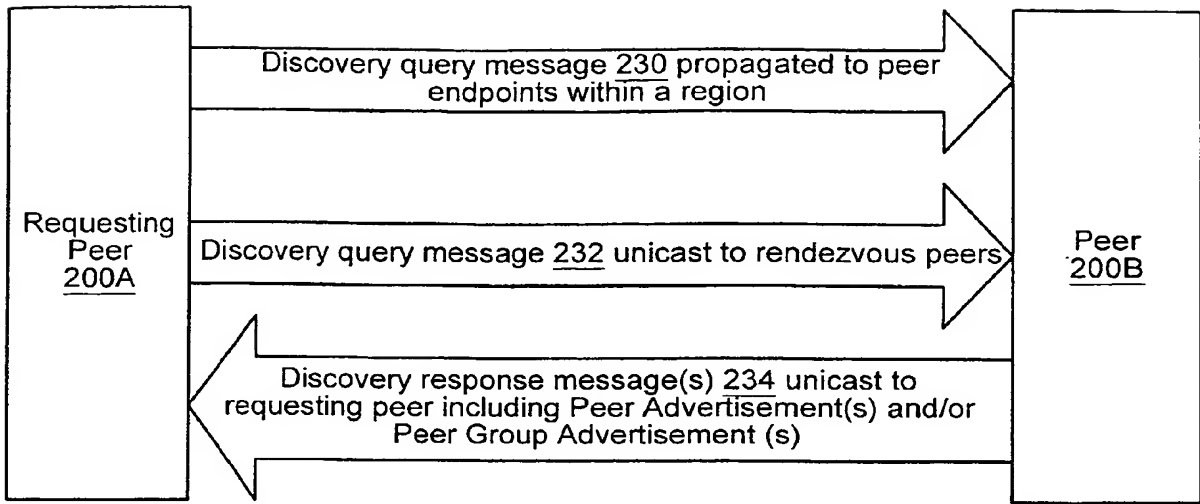 Discovery query message 230 propagated to peer
endpoints within a region
Requesting
Peer
200A
Discovery query message 232 unicast to rendezvous peers
Peer
200B
Discovery response message(s) 234 unicast to
requesting peer including Peer Advertisement(s) and/or
Peer Group Advertisement (s)